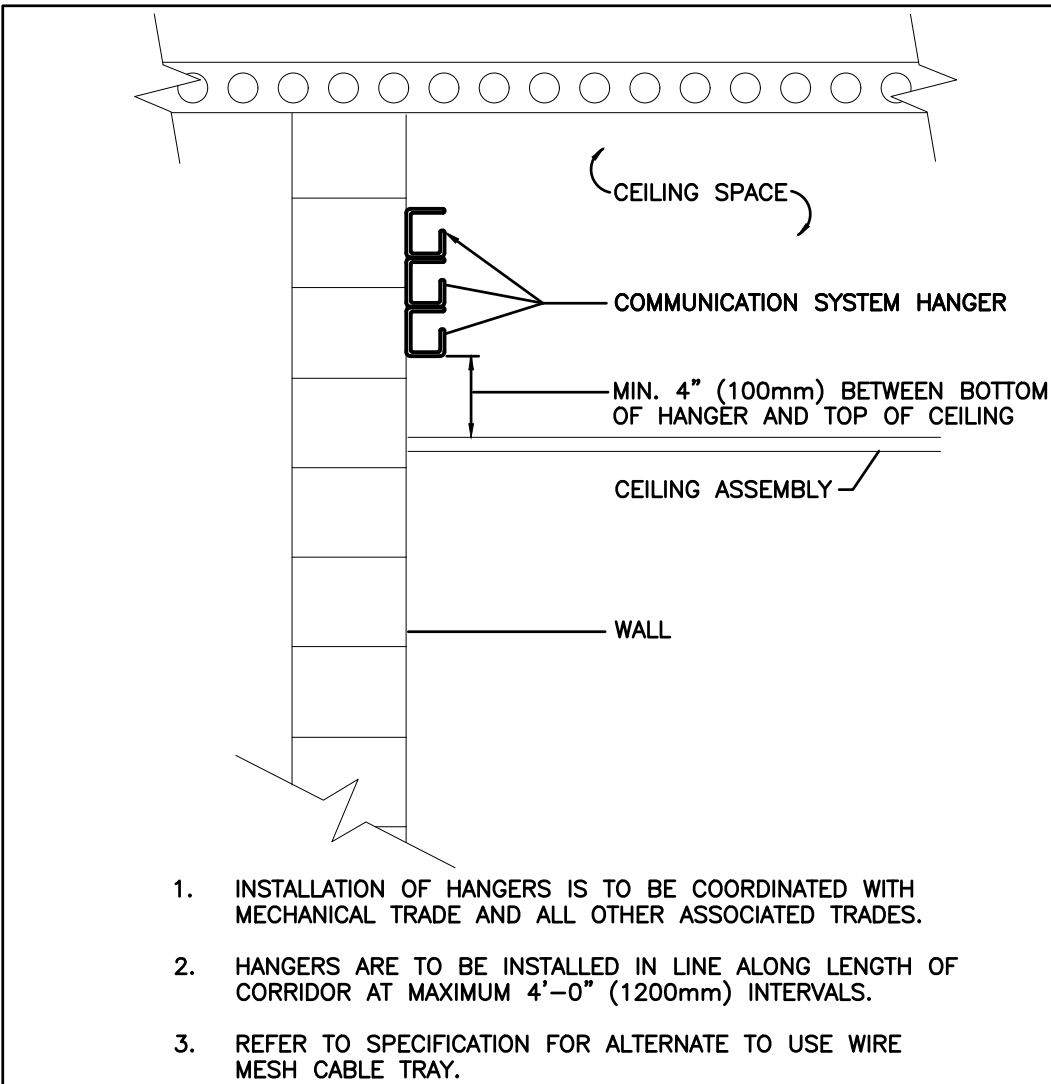 CEILING SPACE
COMMUNICATION SYSTEM HANGER
MIN. 4" (100mm) BETWEEN BOTTOM
OF HANGER AND TOP OF CEILING
CEILING ASSEMBLY
WALL
1. INSTALLATION OF HANGERS IS TO BE COORDINATED WITH
MECHANICAL TRADE AND ALL OTHER ASSOCIATED TRADES.
2. HANGERS ARE TO BE INSTALLED IN LINE ALONG LENGTH OF
CORRIDOR AT MAXIMUM 4'-0" (1200mm) INTERVALS.
3. REFER TO SPECIFICATION FOR ALTERNATE TO USE WIRE
MESH CABLE TRAY.